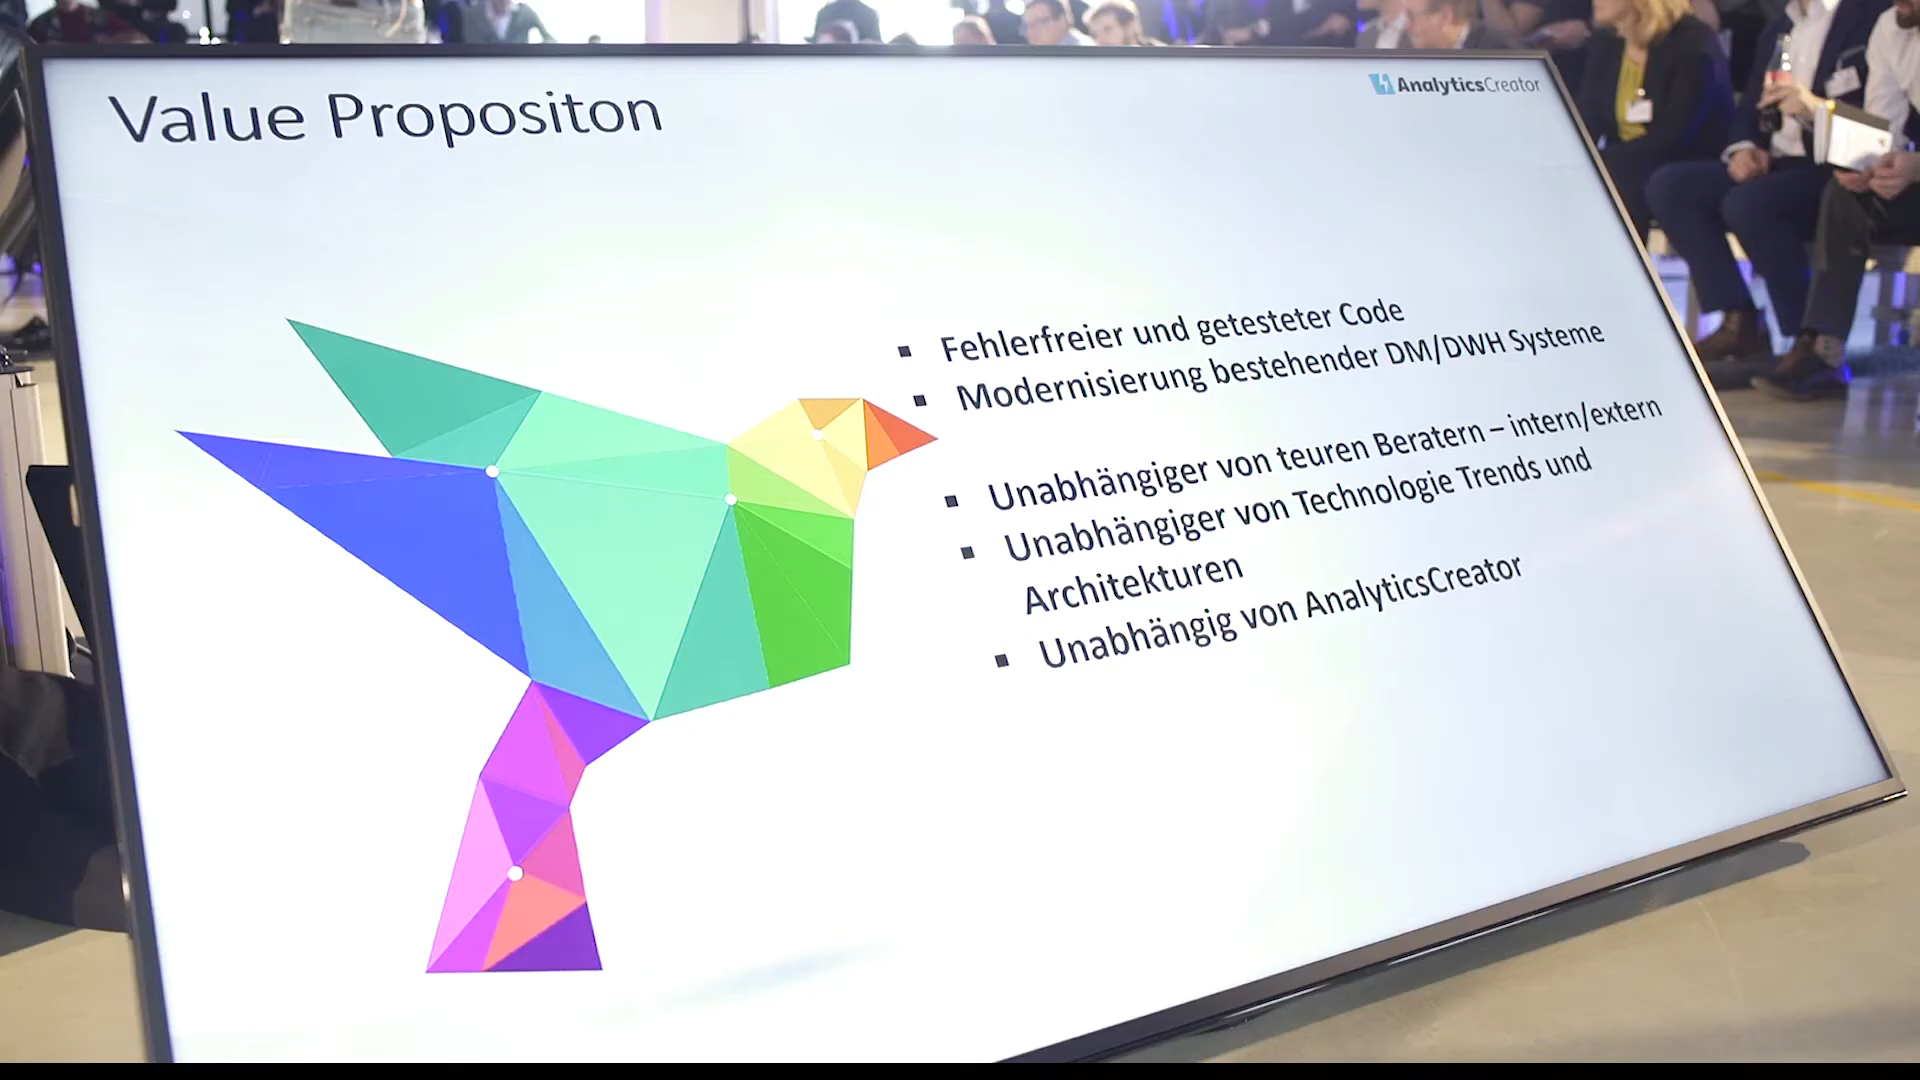 Value Propositon
AnalyticsCreator
▪ Fehlerfreier und getesteter Code
▪ Modernisierung bestehender DM/DWH Systeme
▪ Unabhängiger von teuren Beratern – intern/extern
▪ Unabhängiger von Technologie Trends und
Architekturen
▪ Unabhängig von AnalyticsCreator